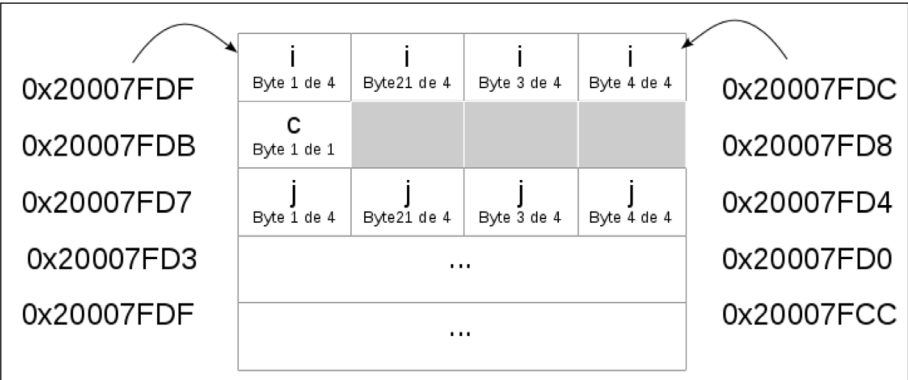 i i i i
0x20007FDF Byte 1 de 4 Byte21 de 4 Byte 3 de 4 Byte 4 de 4 0x20007FDC
c
0x20007FDB Byte 1 de 1 0x20007FD8
j j j j
0x20007FD7 Byte 1 de 4 Byte21 de 4 Byte 3 de 4 Byte 4 de 4 0x20007FD4
0x20007FD3 ... 0x20007FD0
0x20007FDF ... 0x20007FCC